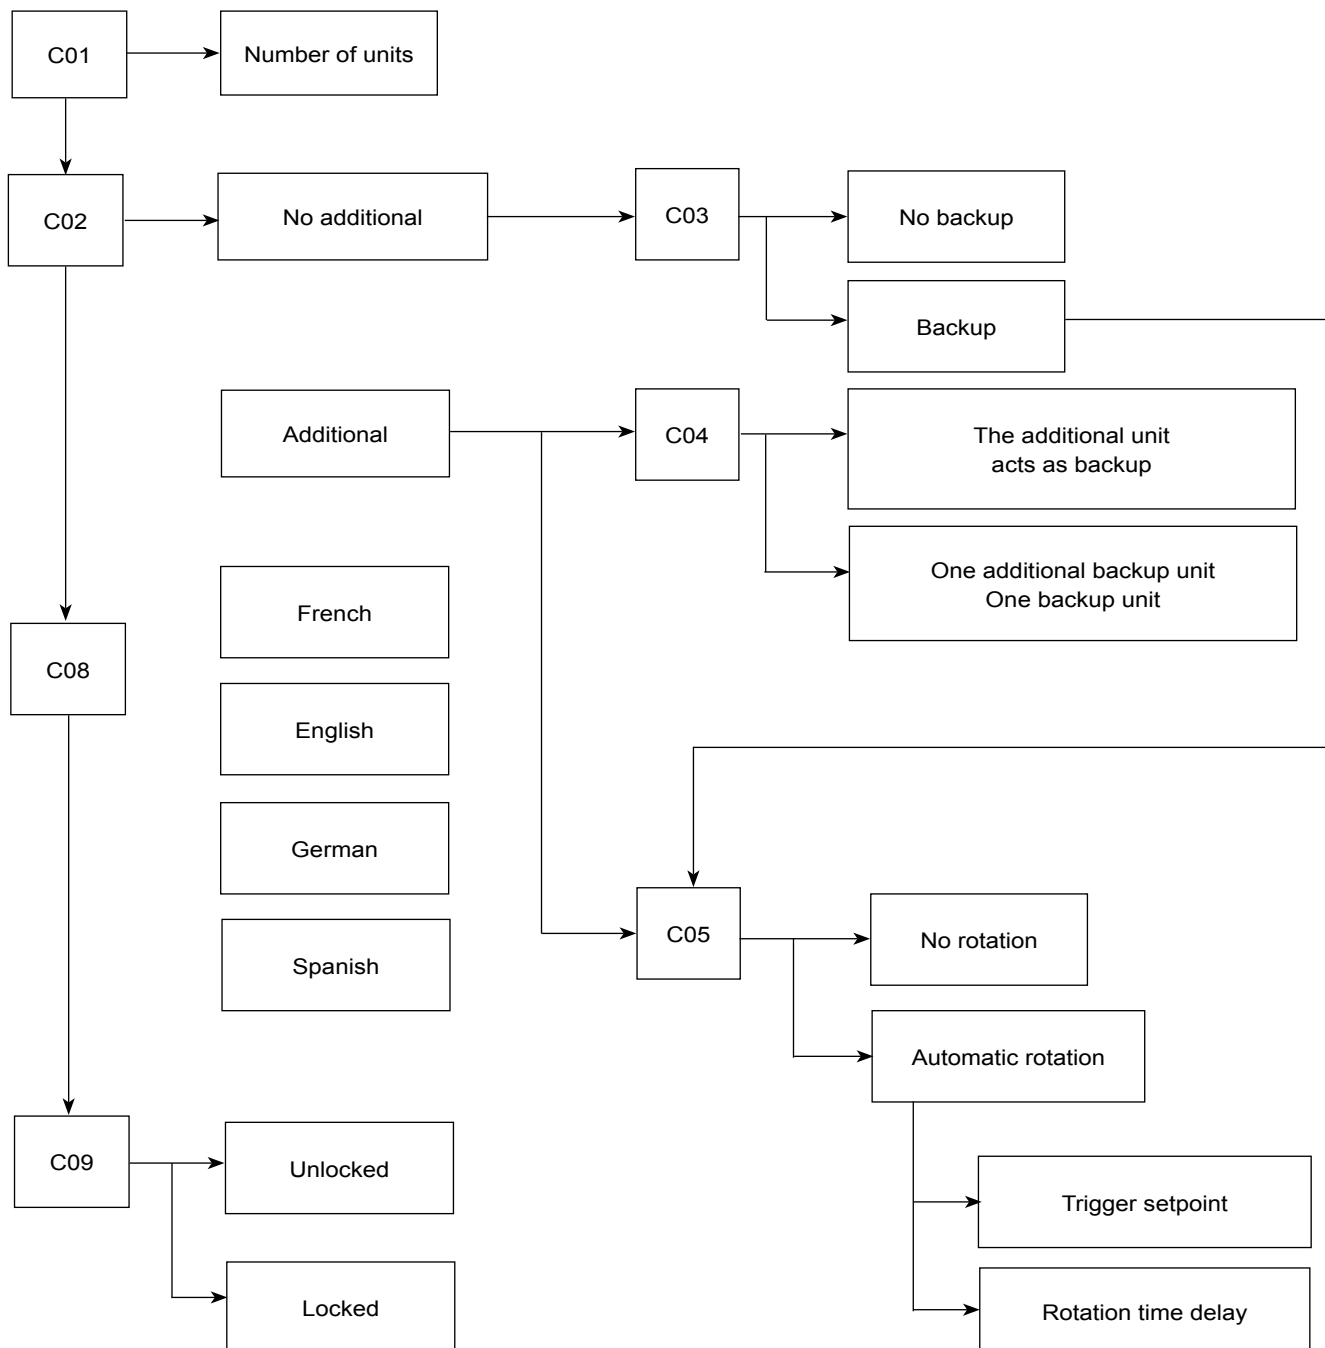 C01
Number of units
C02
No additional
C03
No backup
Backup
Additional
C04
The additional unit
acts as backup
One additional backup unit
One backup unit
French
C08
English
German
Spanish
C05
No rotation
Automatic rotation
C09
Unlocked
Trigger setpoint
Locked
Rotation time delay